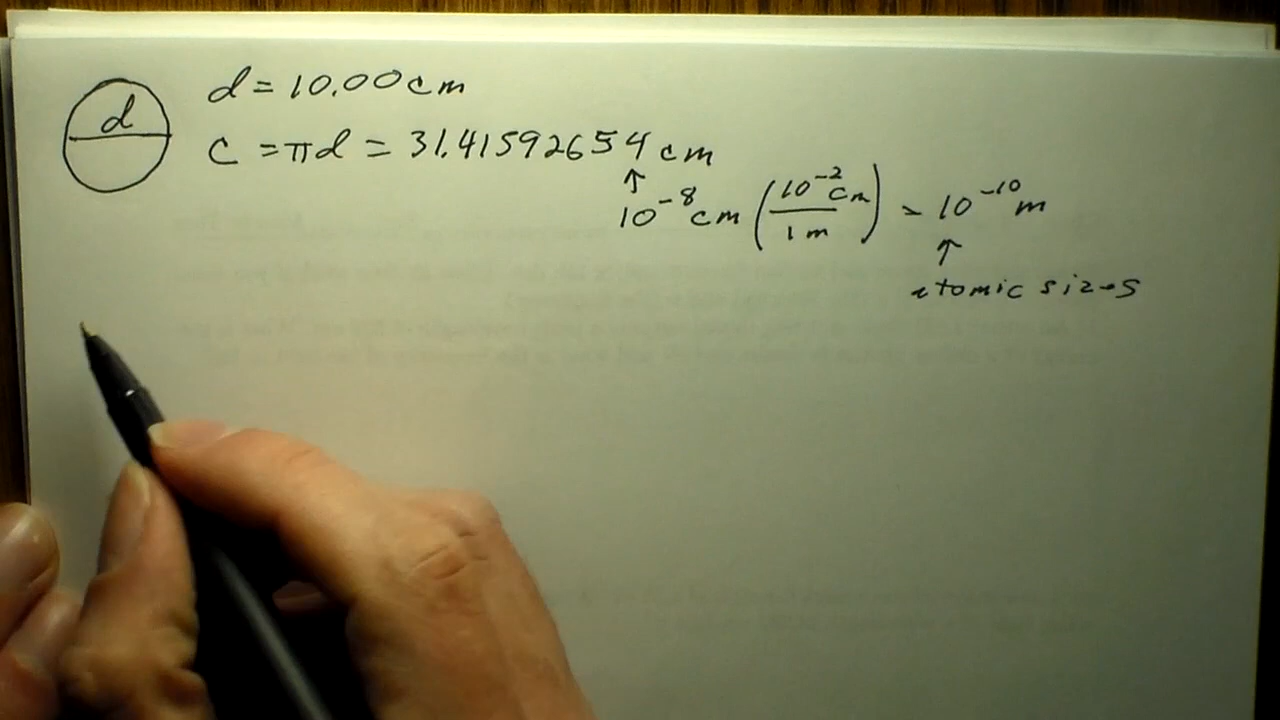 d
d = 10.00 cm
C = πd = 31.41592654 cm
↑
10⁻⁸ cm (10⁻² cm / 1 m) = 10⁻¹⁰ m
↑
atomic sizes